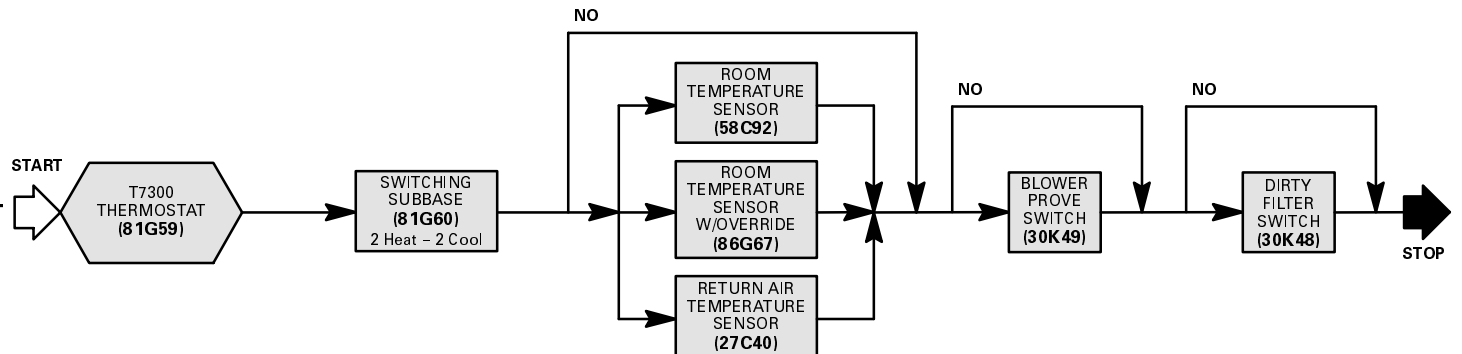 START
T7300
THERMOSTAT
(81G59)
SWITCHING
SUBBASE
(81G60)
2 Heat – 2 Cool
NO
ROOM
TEMPERATURE
SENSOR
(58C92)
ROOM
TEMPERATURE
SENSOR
W/OVERRIDE
(86G67)
RETURN AIR
TEMPERATURE
SENSOR
(27C40)
NO
BLOWER
PROVE
SWITCH
(30K49)
NO
DIRTY
FILTER
SWITCH
(30K48)
STOP